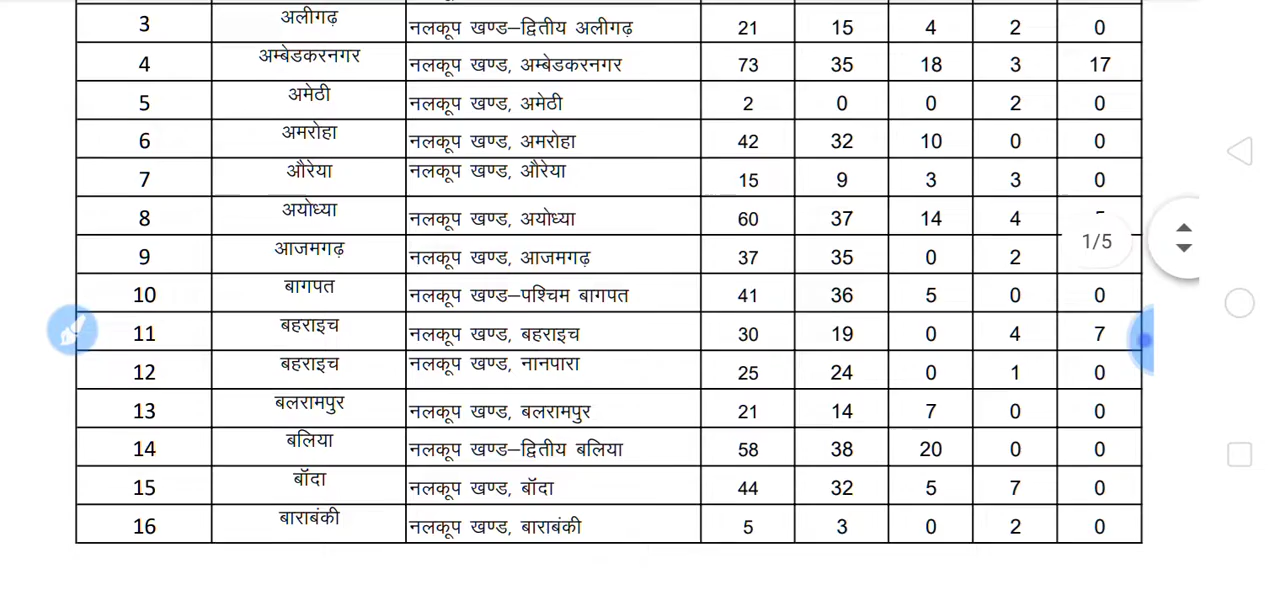 3 अलीगढ़ नलकूप खण्ड–द्वितीय अलीगढ़ 21 15 4 2 0
4 अम्बेडकरनगर नलकूप खण्ड, अम्बेडकरनगर 73 35 18 3 17
5 अमेठी नलकूप खण्ड, अमेठी 2 0 0 2 0
6 अमरोहा नलकूप खण्ड, अमरोहा 42 32 10 0 0
7 औरेया नलकूप खण्ड, औरेया 15 9 3 3 0
8 अयोध्या नलकूप खण्ड, अयोध्या 60 37 14 4
1/5
9 आजमगढ़ नलकूप खण्ड, आजमगढ़ 37 35 0 2
10 बागपत नलकूप खण्ड–पश्चिम बागपत 41 36 5 0 0
11 बहराइच नलकूप खण्ड, बहराइच 30 19 0 4 7
12 बहराइच नलकूप खण्ड, नानपारा 25 24 0 1 0
13 बलरामपुर नलकूप खण्ड, बलरामपुर 21 14 7 0 0
14 बलिया नलकूप खण्ड–द्वितीय बलिया 58 38 20 0 0
15 बॉंदा नलकूप खण्ड, बॉंदा 44 32 5 7 0
16 बाराबंकी नलकूप खण्ड, बाराबंकी 5 3 0 2 0